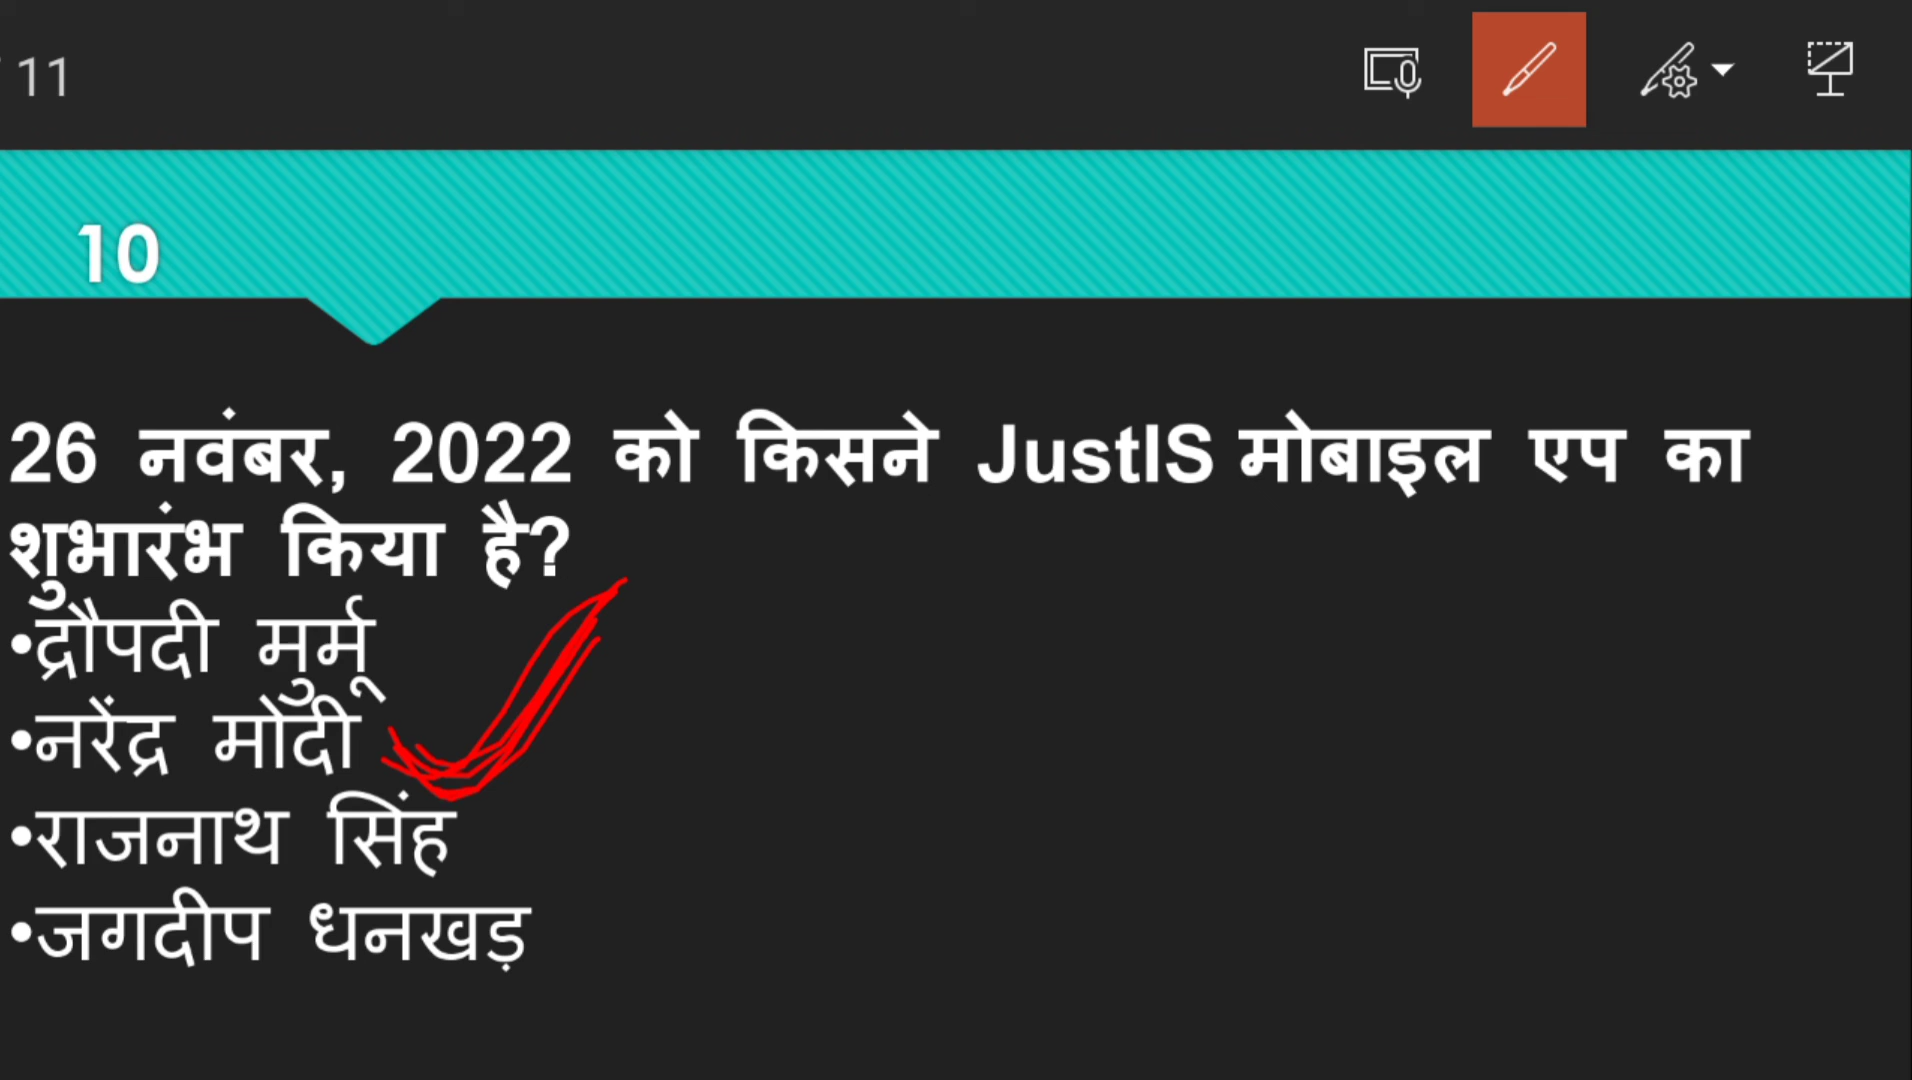 11
10
26 नवंबर, 2022 को किसने JustIS मोबाइल एप का
शुभारंभ किया है?
•द्रौपदी मुर्मू
•नरेंद्र मोदी
•राजनाथ सिंह
•जगदीप धनखड़